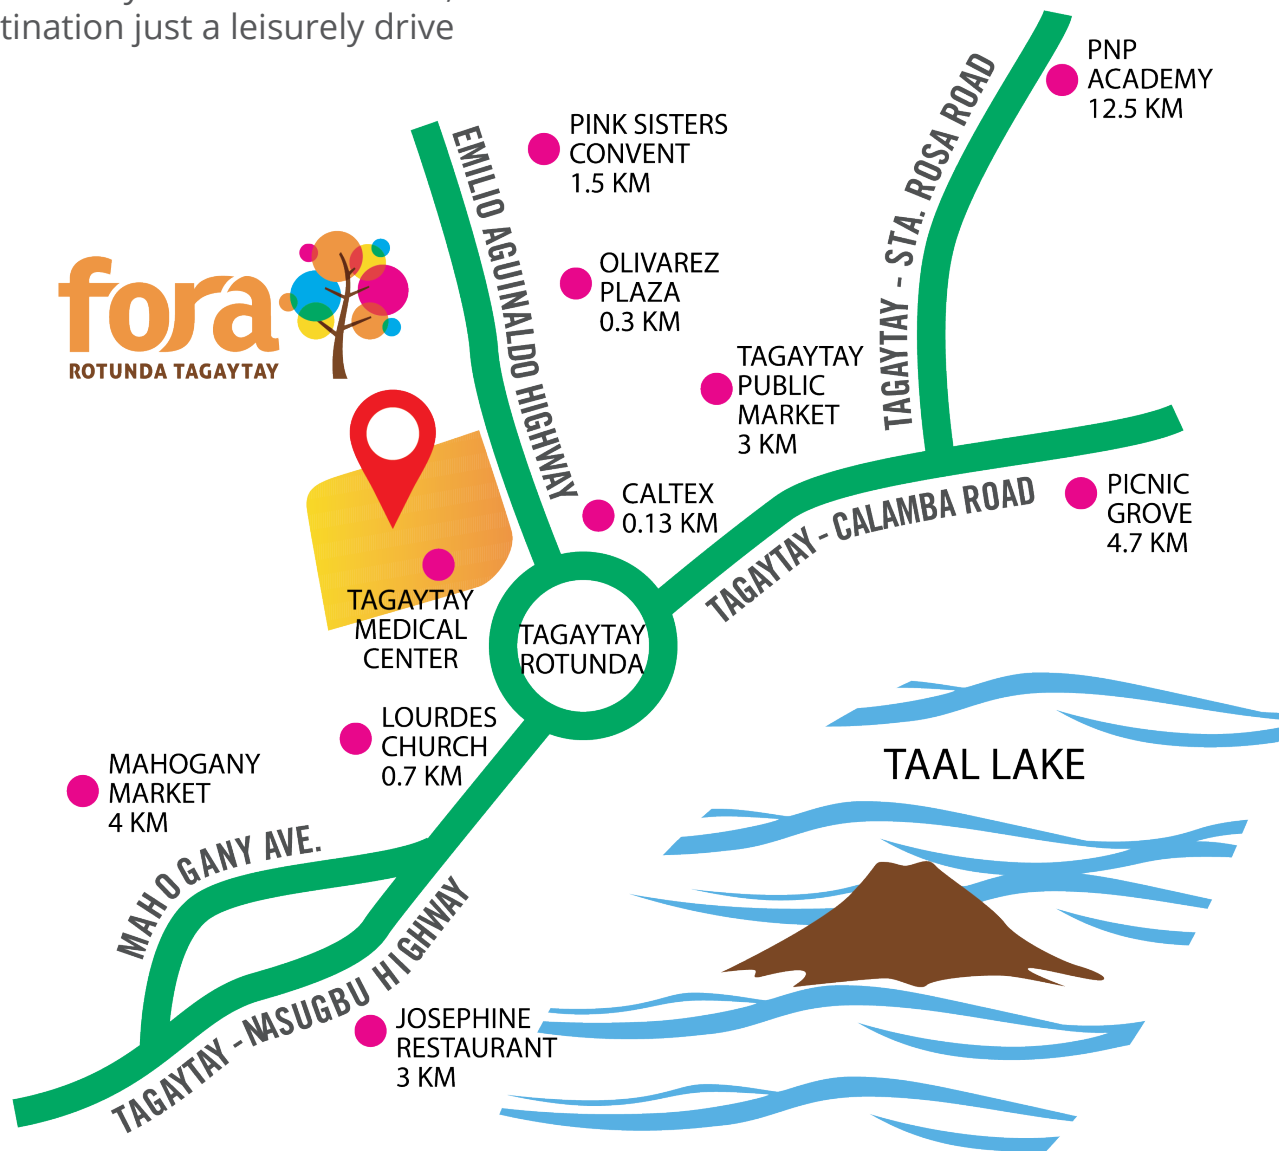 tination just a leisurely drive
PNP
ACADEMY
12.5 KM
PINK SISTERS
CONVENT
1.5 KM
EMILIO AGUINALDO HIGHWAY
TAGAYTAY - STA. ROSA ROAD
OLIVAREZ
PLAZA
0.3 KM
fora
ROTUNDA TAGAYTAY
TAGAYTAY
PUBLIC
MARKET
3 KM
CALTEX
0.13 KM
TAGAYTAY - CALAMBA ROAD
PICNIC
GROVE
4.7 KM
TAGAYTAY
MEDICAL
CENTER
TAGAYTAY
ROTUNDA
LOURDES
CHURCH
0.7 KM
MAHOGANY
MARKET
4 KM
TAAL LAKE
MAHOGANY AVE.
TAGAYTAY - NASUGBU HIGHWAY
JOSEPHINE
RESTAURANT
3 KM